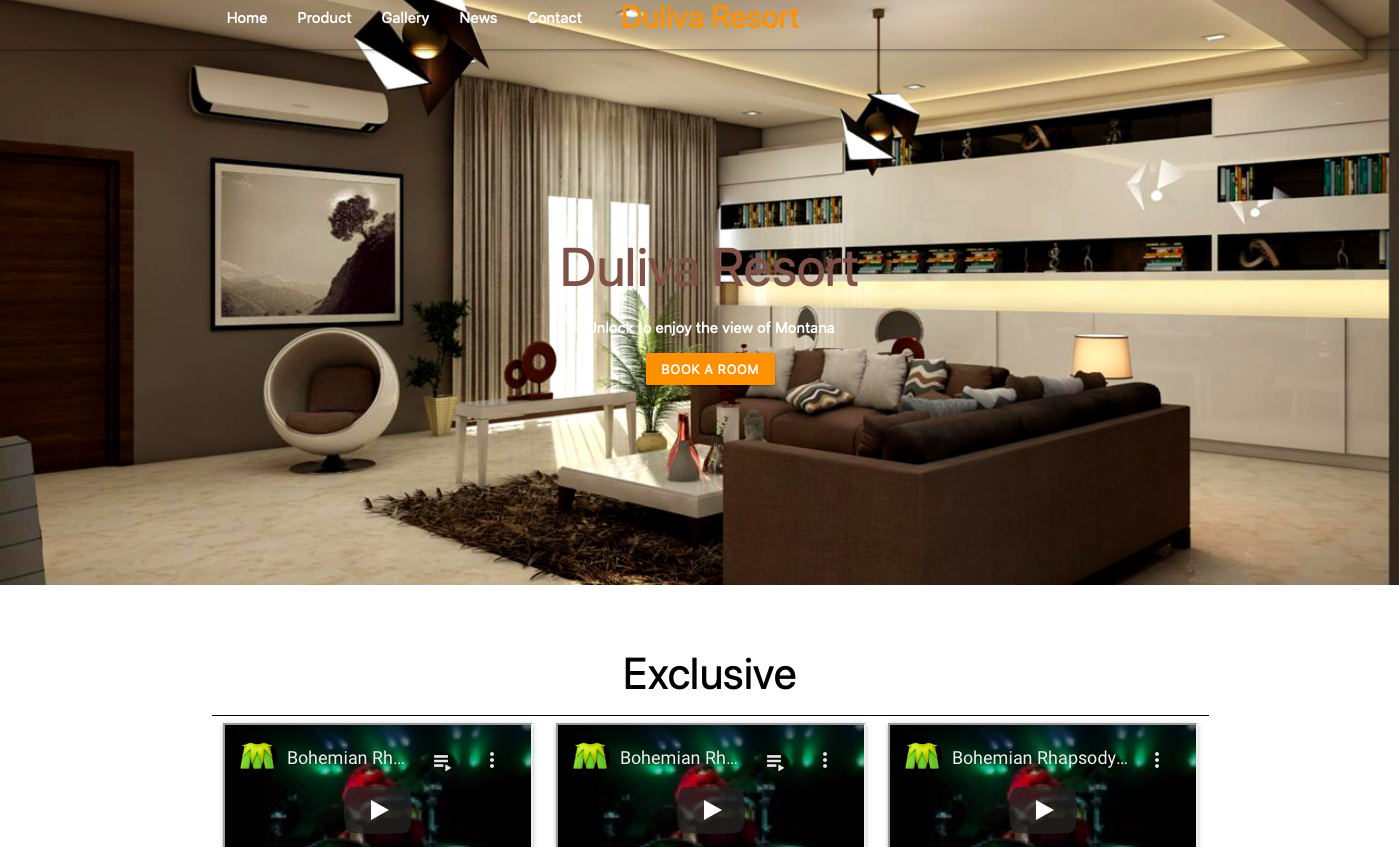 Home Product Gallery News Contact Duliva Resort
Duliva Resort
Unlock to enjoy the view of Montana
BOOK A ROOM
Exclusive
Bohemian Rh... Bohemian Rh... Bohemian Rhapsody...